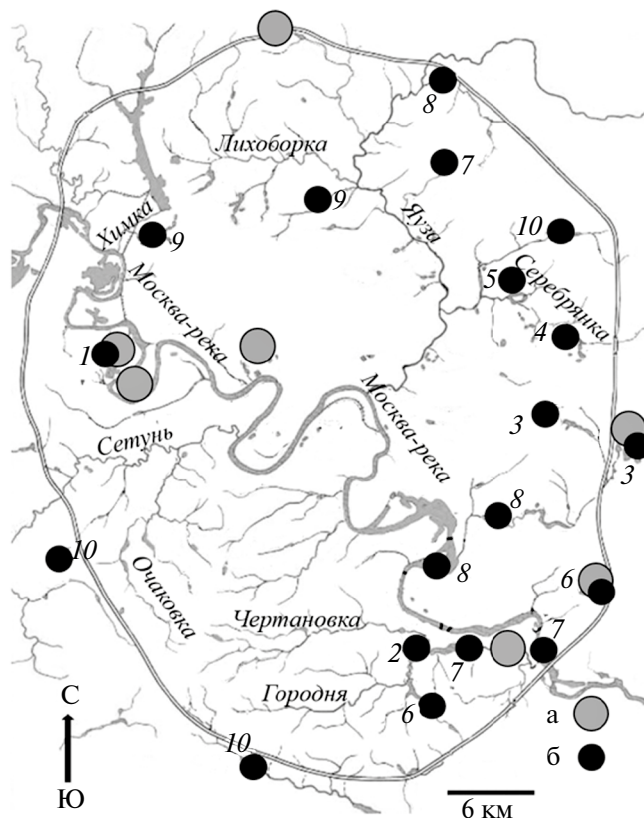 8
Лихоборка
7
9
Химка
Яуза
10
9
5
Серебрянка
Москва-река
4
1
Москва-река
3
Сетунь
3
8
10
8
6
Очаковка
Чертановка
2
7
7
Городня
6
С
а
10
б
Ю
6 км